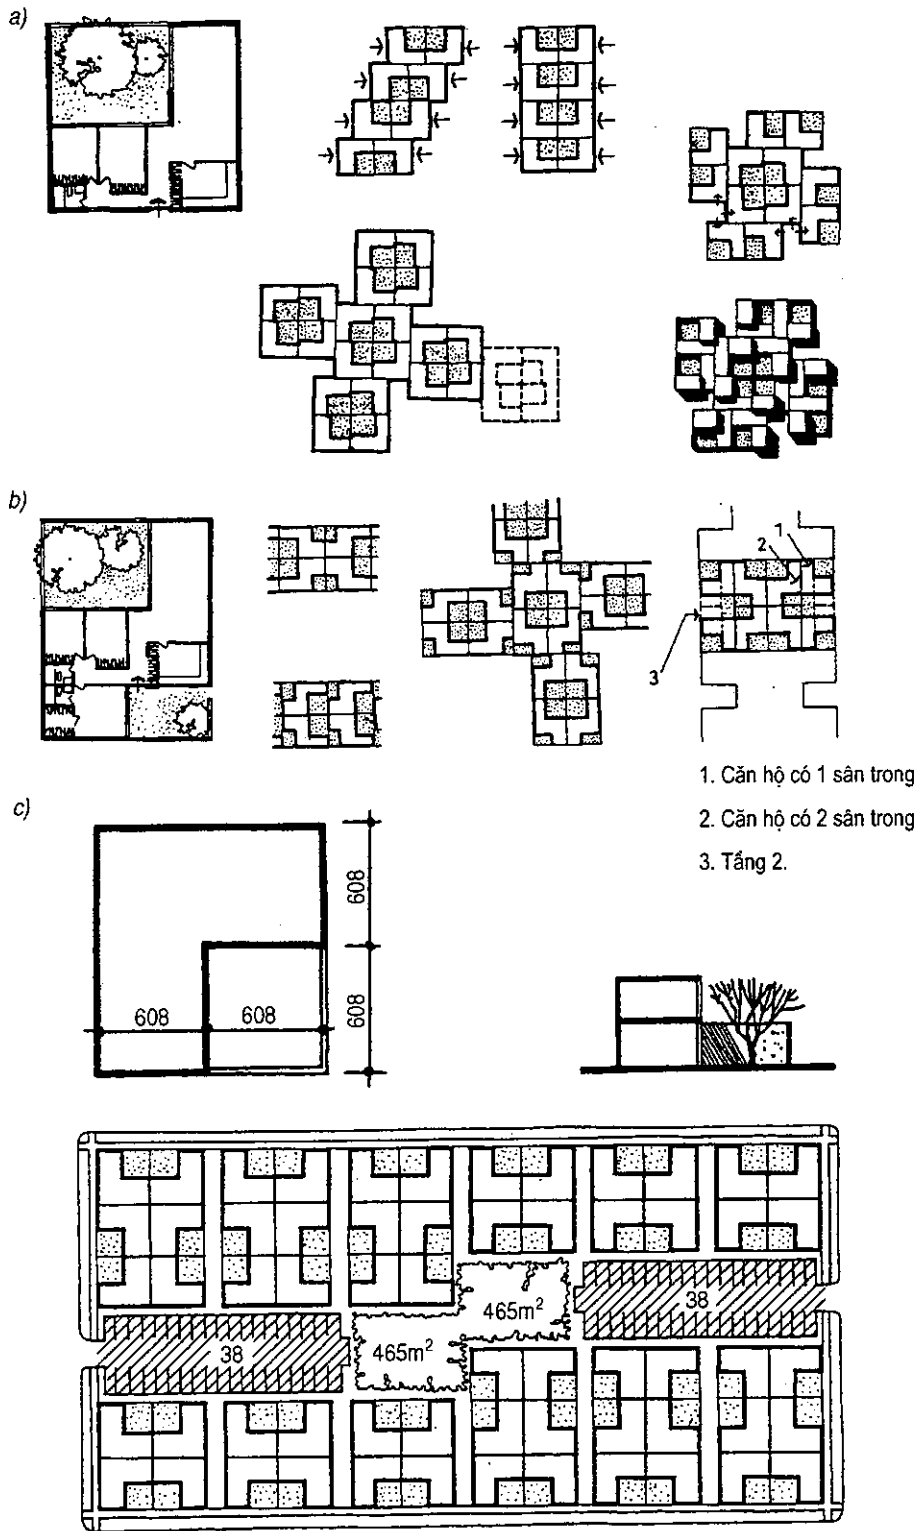 a)
b)
1
2
3
1. Căn hộ có 1 sân trong
2. Căn hộ có 2 sân trong
3. Tầng 2.
c)
608
608
608
608
465m²
38
38
465m²